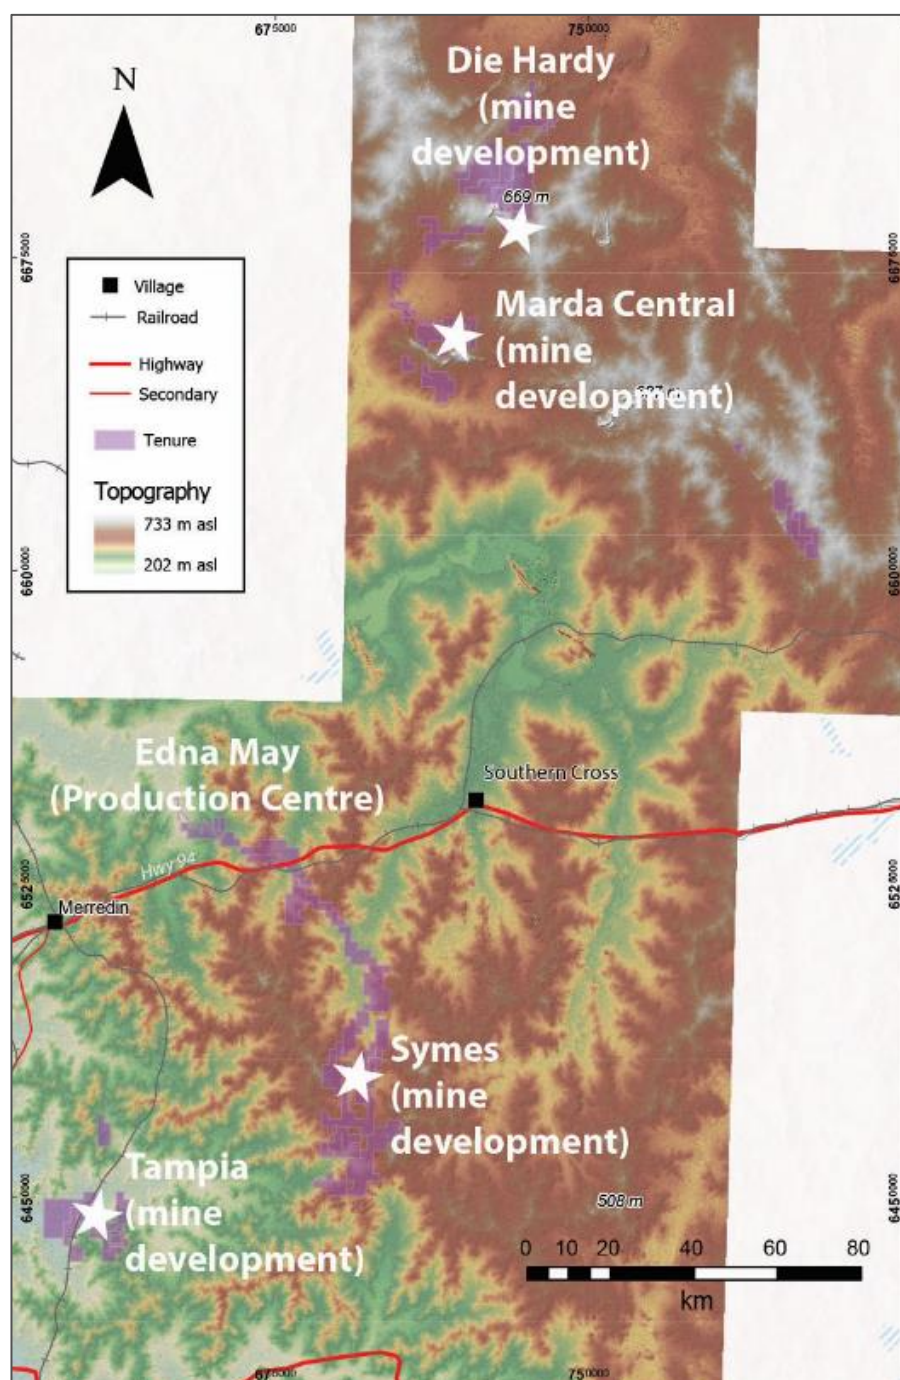 675000
750000
Die Hardy
(mine
development)
N
669 m
6675000
6675000
Village
Railroad
Highway
Secondary
Tenure
Topography
733 m asl
202 m asl
Marda Central
(mine
development)
6600000
6600000
Edna May
(Production Centre)
Southern Cross
Hwy 94
6525000
6525000
Merredin
Symes
(mine
development)
Tampia
(mine
development)
508 m
6450000
6450000
0 10 20 40 60 80
km
675000
750000